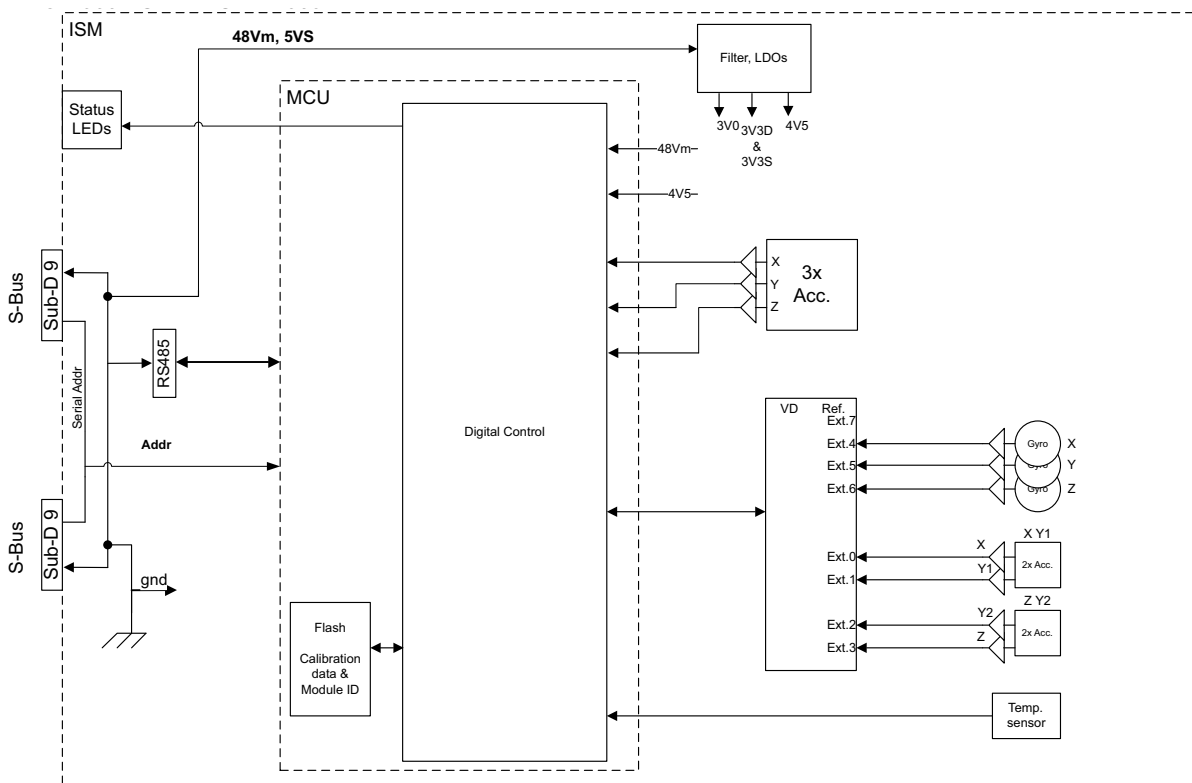 ISM
48Vm, 5VS
Filter, LDOs
3V0
3V3D
&
3V3S
4V5
Status
LEDs
MCU
48Vm
4V5
S-Bus
Sub-D 9
X
Y
Z
3x
Acc.
RS485
Serial Addr
Addr
Digital Control
VD
Ref.
Ext.7
Ext.4
Ext.5
Ext.6
Gyro
X
Gyro
Y
Gyro
Z
S-Bus
Sub-D 9
gnd
X Y1
X
Ext.0
Y1
Ext.1
2x Acc.
Z Y2
Y2
Ext.2
Z
Ext.3
2x Acc.
Flash
Calibration
data &
Module ID
Temp.
sensor